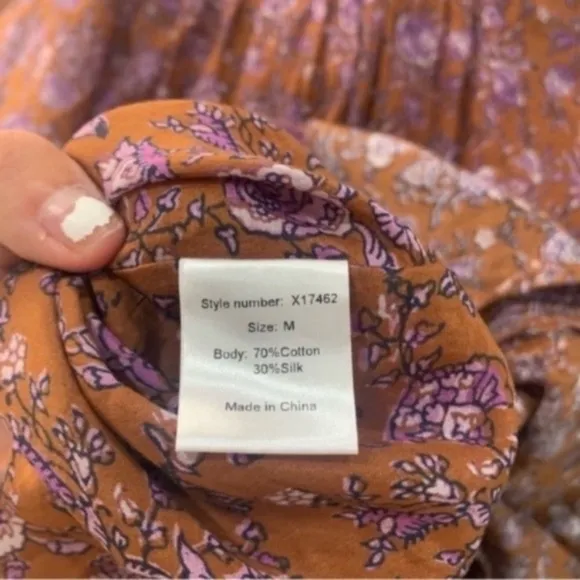 Style number: X17462
Size: M
Body: 70%Cotton
30%Silk
Made in China